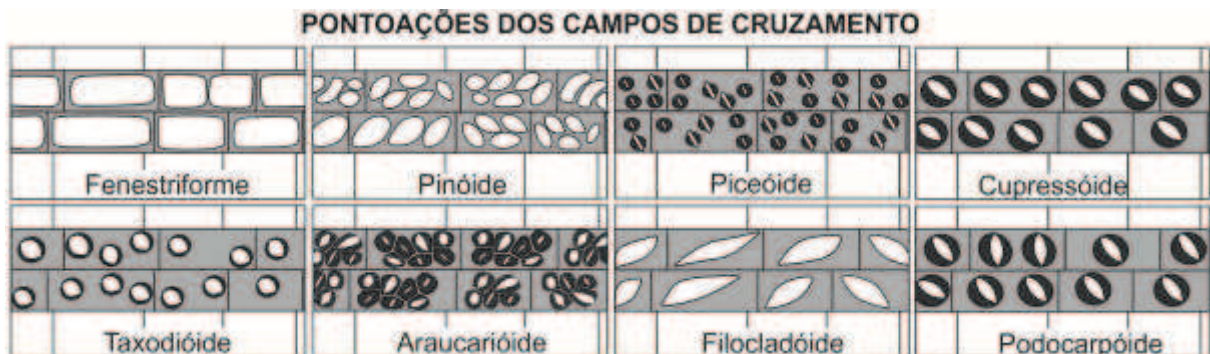 PONTOAÇÕES DOS CAMPOS DE CRUZAMENTO
Fenestriforme
Pinóide
Piceóide
Cupressóide
Taxodióide
Araucarióide
Filocladóide
Podocarpóide